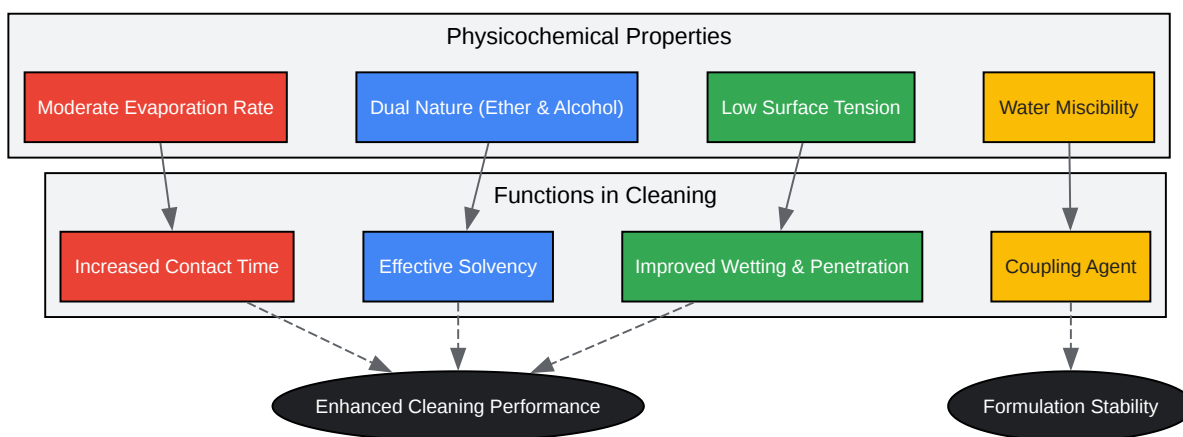 Physicochemical Properties
Moderate Evaporation Rate
Dual Nature (Ether & Alcohol)
Low Surface Tension
Water Miscibility
Functions in Cleaning
Increased Contact Time
Effective Solvency
Improved Wetting & Penetration
Coupling Agent
Enhanced Cleaning Performance
Formulation Stability